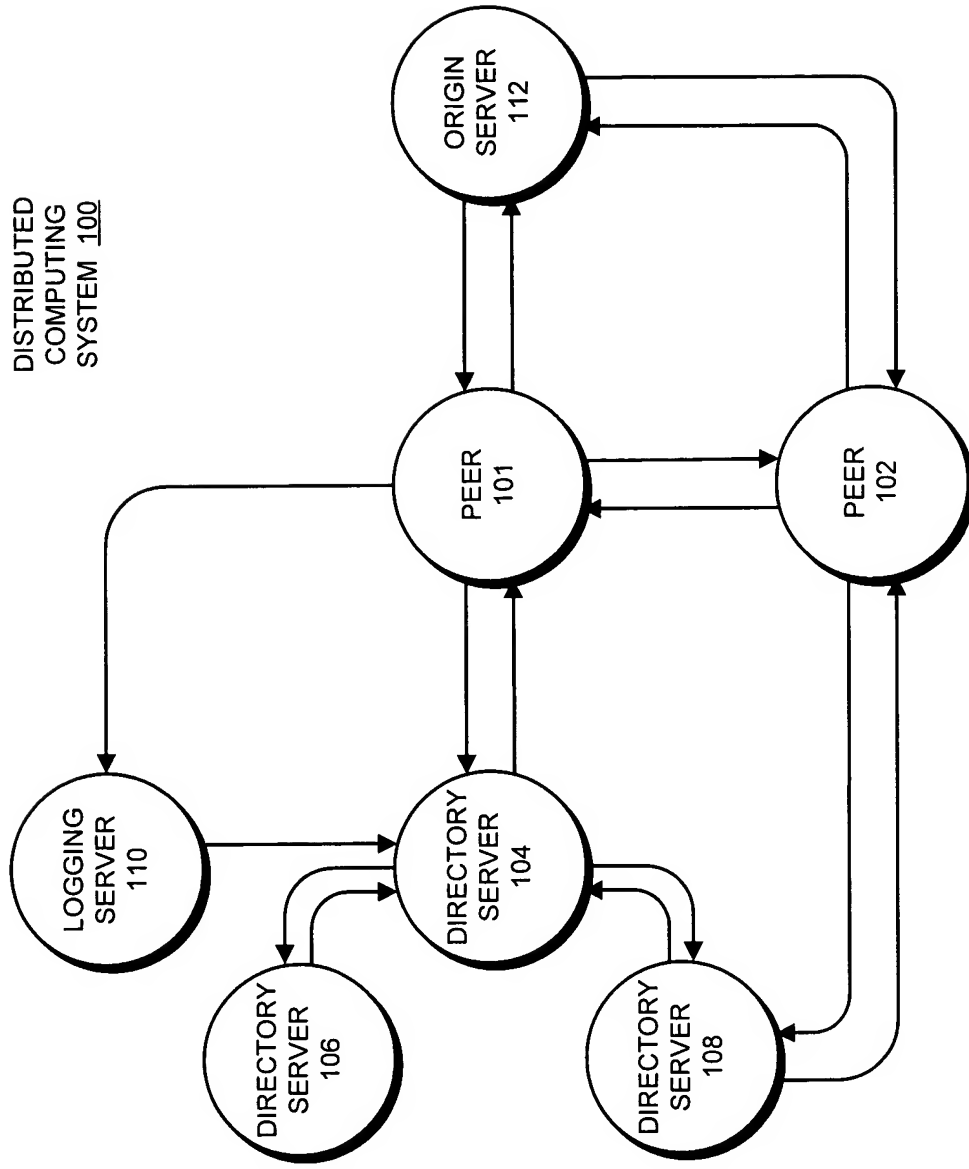 DISTRIBUTED
COMPUTING
SYSTEM 100
LOGGING
SERVER
110
DIRECTORY
SERVER
106
DIRECTORY
SERVER
104
DIRECTORY
SERVER
108
PEER
101
PEER
102
ORIGIN
SERVER
112